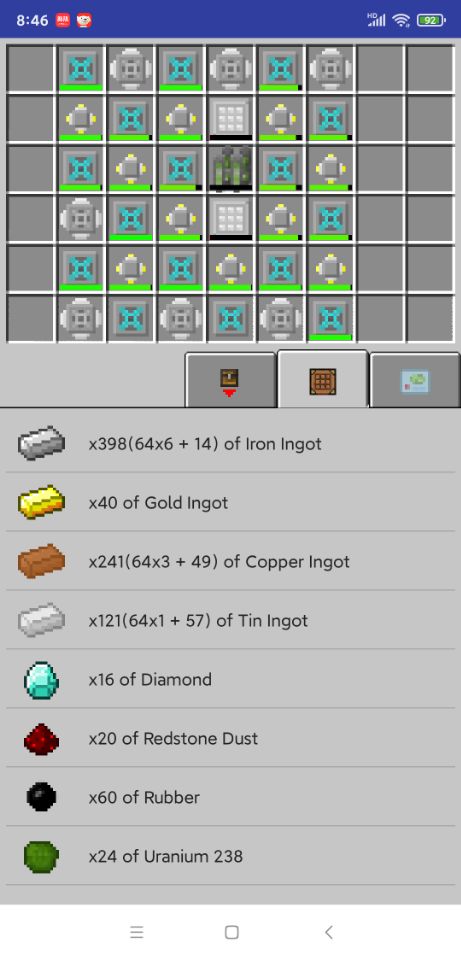 8:46
HD
92
x398(64x6 + 14) of Iron Ingot
x40 of Gold Ingot
x241(64x3 + 49) of Copper Ingot
x121(64x1 + 57) of Tin Ingot
x16 of Diamond
x20 of Redstone Dust
x60 of Rubber
x24 of Uranium 238